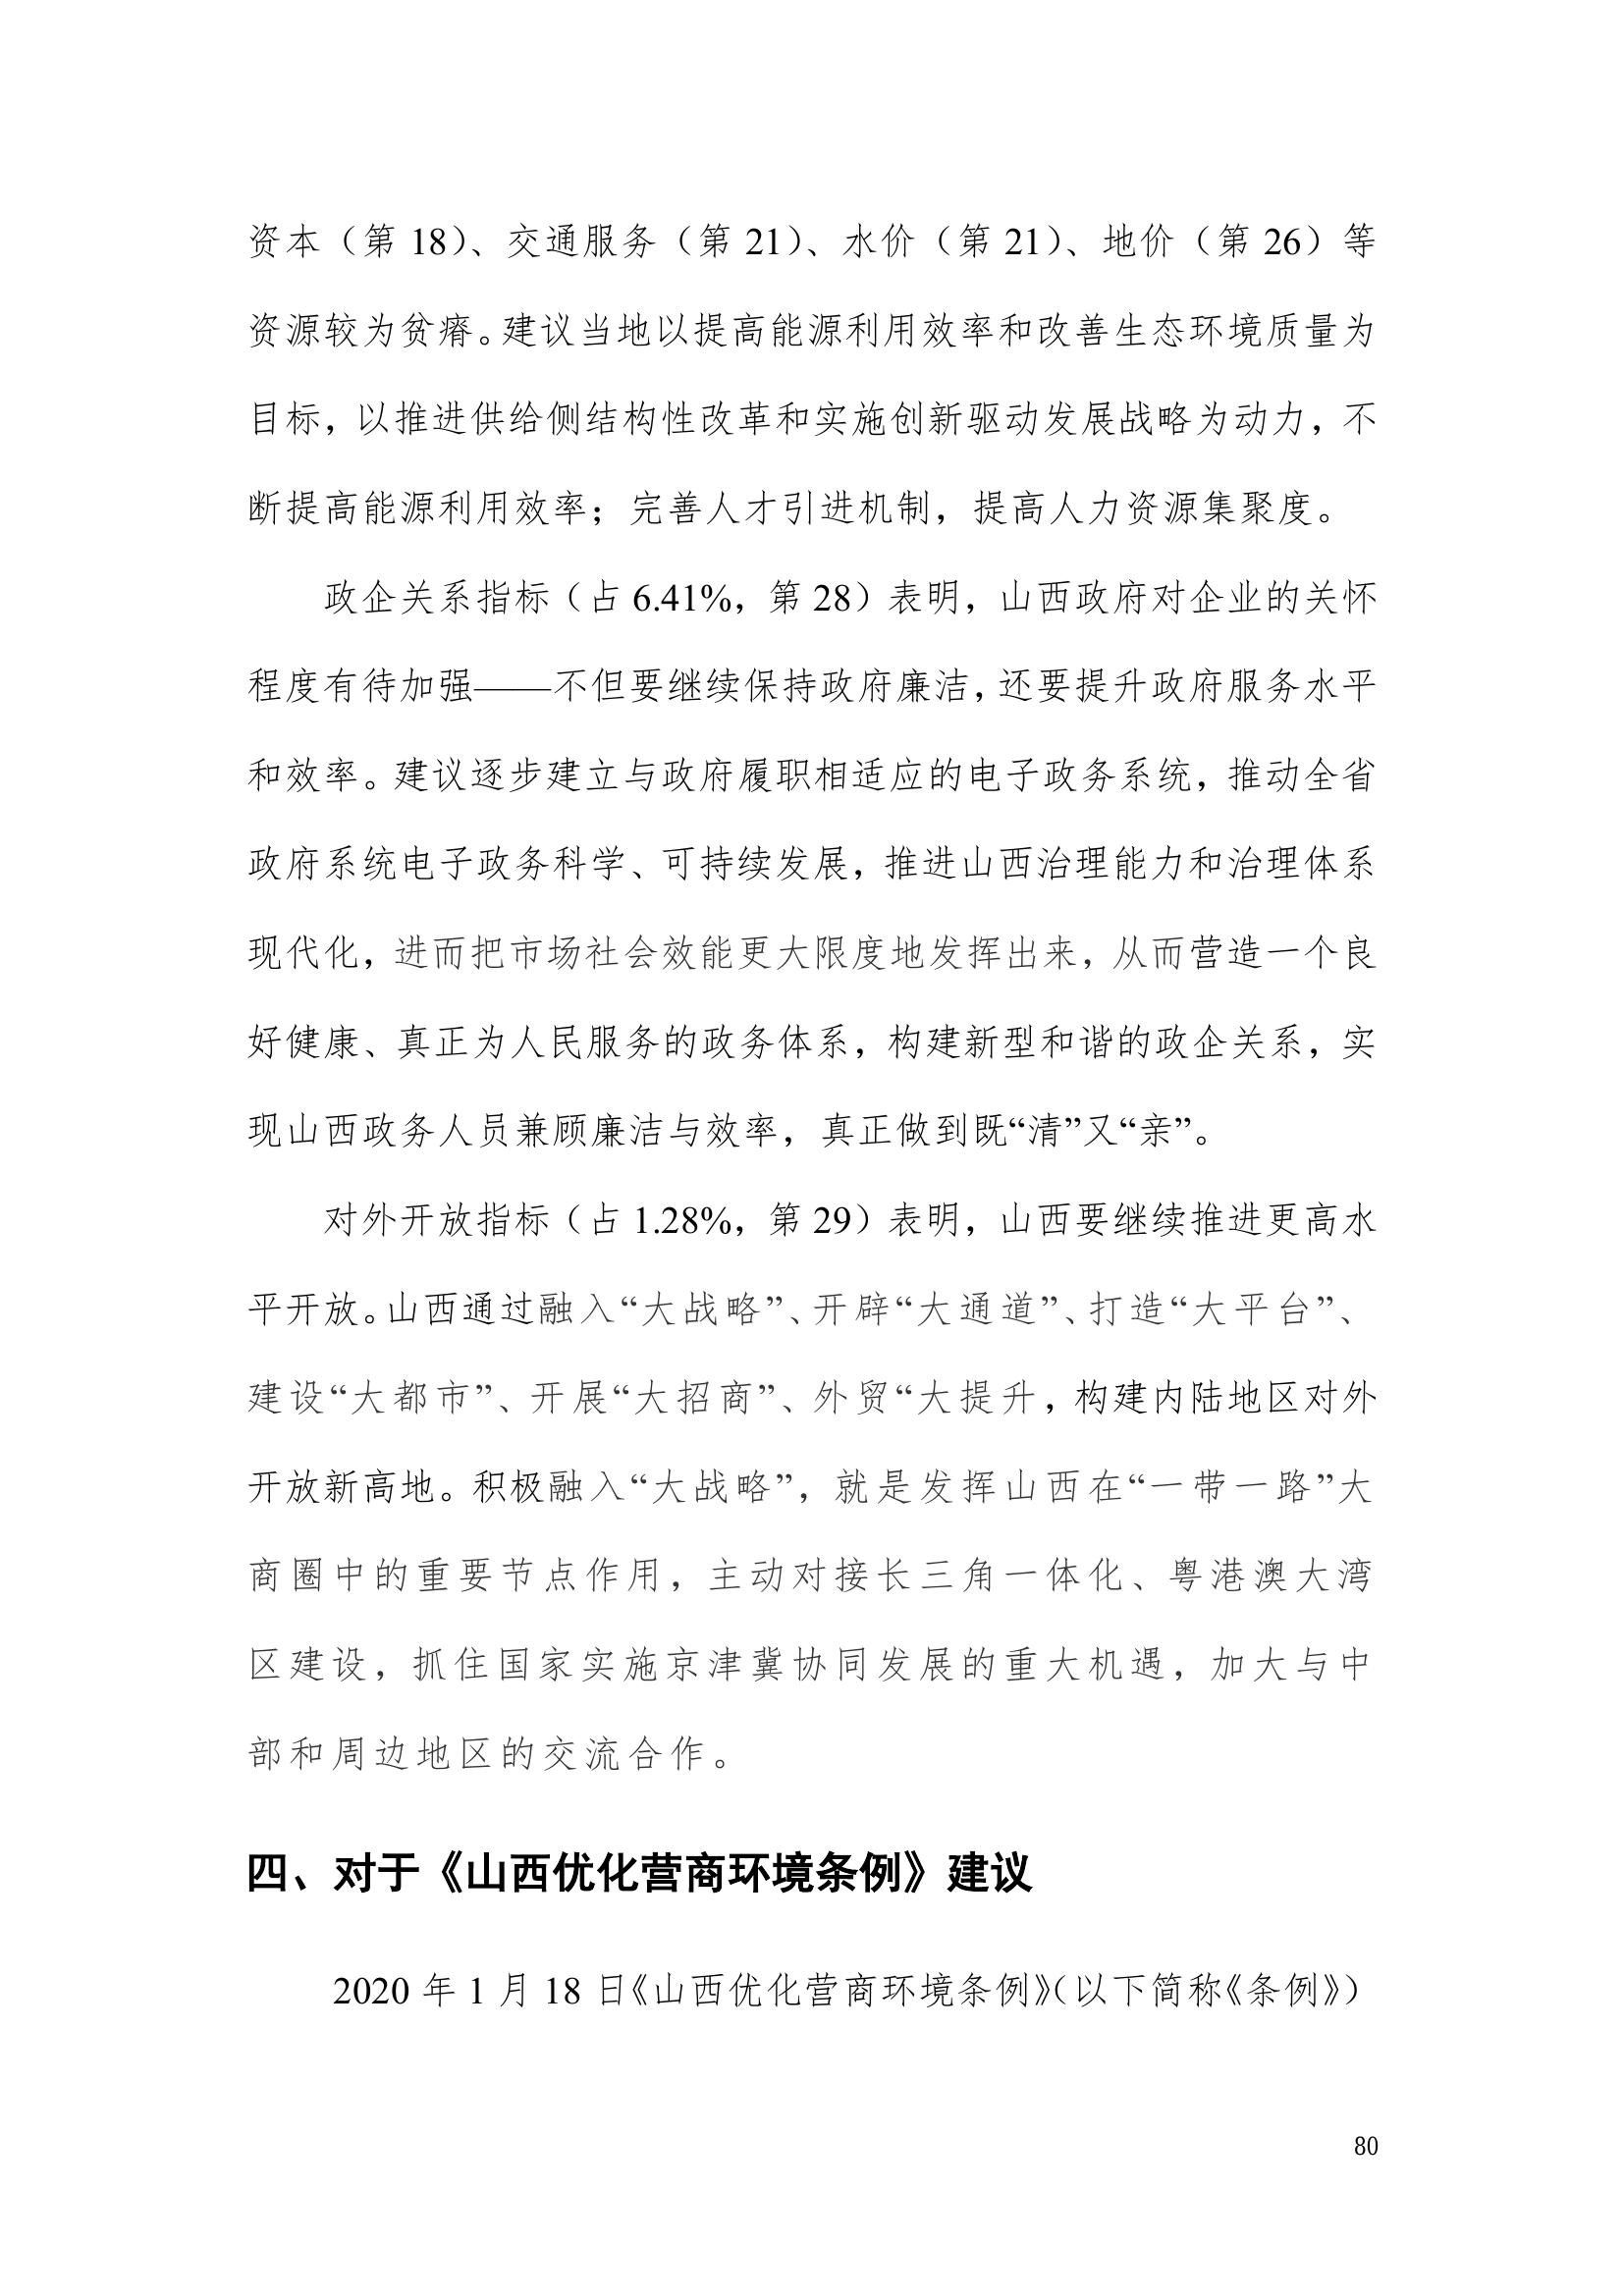 资本（第 18）、交通服务（第 21）、水价（第 21）、地价（第 26）等
资源较为贫瘠。建议当地以提高能源利用效率和改善生态环境质量为
目标，以推进供给侧结构性改革和实施创新驱动发展战略为动力，不
断提高能源利用效率；完善人才引进机制，提高人力资源集聚度。
政企关系指标（占 6.41%，第 28）表明，山西政府对企业的关怀
程度有待加强——不但要继续保持政府廉洁，还要提升政府服务水平
和效率。建议逐步建立与政府履职相适应的电子政务系统，推动全省
政府系统电子政务科学、可持续发展，推进山西治理能力和治理体系
现代化，进而把市场社会效能更大限度地发挥出来，从而营造一个良
好健康、真正为人民服务的政务体系，构建新型和谐的政企关系，实
现山西政务人员兼顾廉洁与效率，真正做到既“清”又“亲”。
对外开放指标（占 1.28%，第 29）表明，山西要继续推进更高水
平开放。山西通过融入“大战略”、开辟“大通道”、打造“大平台”、
建设“大都市”、开展“大招商”、外贸“大提升，构建内陆地区对外
开放新高地。积极融入“大战略”，就是发挥山西在“一带一路”大
商圈中的重要节点作用，主动对接长三角一体化、粤港澳大湾
区建设，抓住国家实施京津冀协同发展的重大机遇，加大与中
部和周边地区的交流合作。
四、对于《山西优化营商环境条例》建议
2020 年 1 月 18 日《山西优化营商环境条例》（以下简称《条例》）
80